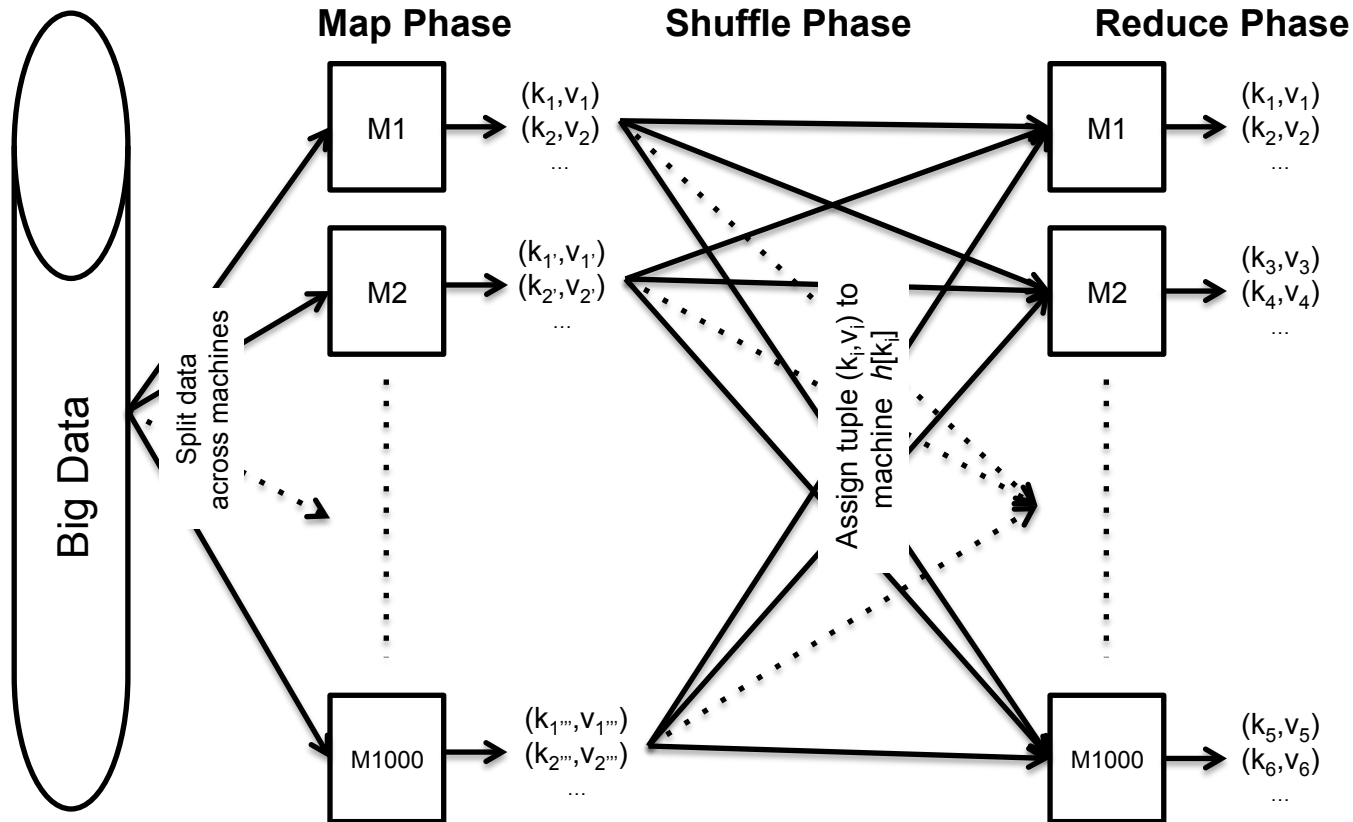 Map Phase
Shuffle Phase
Reduce Phase
Big Data
Split data
across machines
M1
(k₁,v₁)
(k₂,v₂)
...
M2
(k₁',v₁')
(k₂',v₂')
...
M1000
(k₁''',v₁''')
(k₂''',v₂''')
...
Assign tuple (kᵢ,vᵢ) to
machine h[kᵢ]
M1
(k₁,v₁)
(k₂,v₂)
...
M2
(k₃,v₃)
(k₄,v₄)
...
M1000
(k₅,v₅)
(k₆,v₆)
...